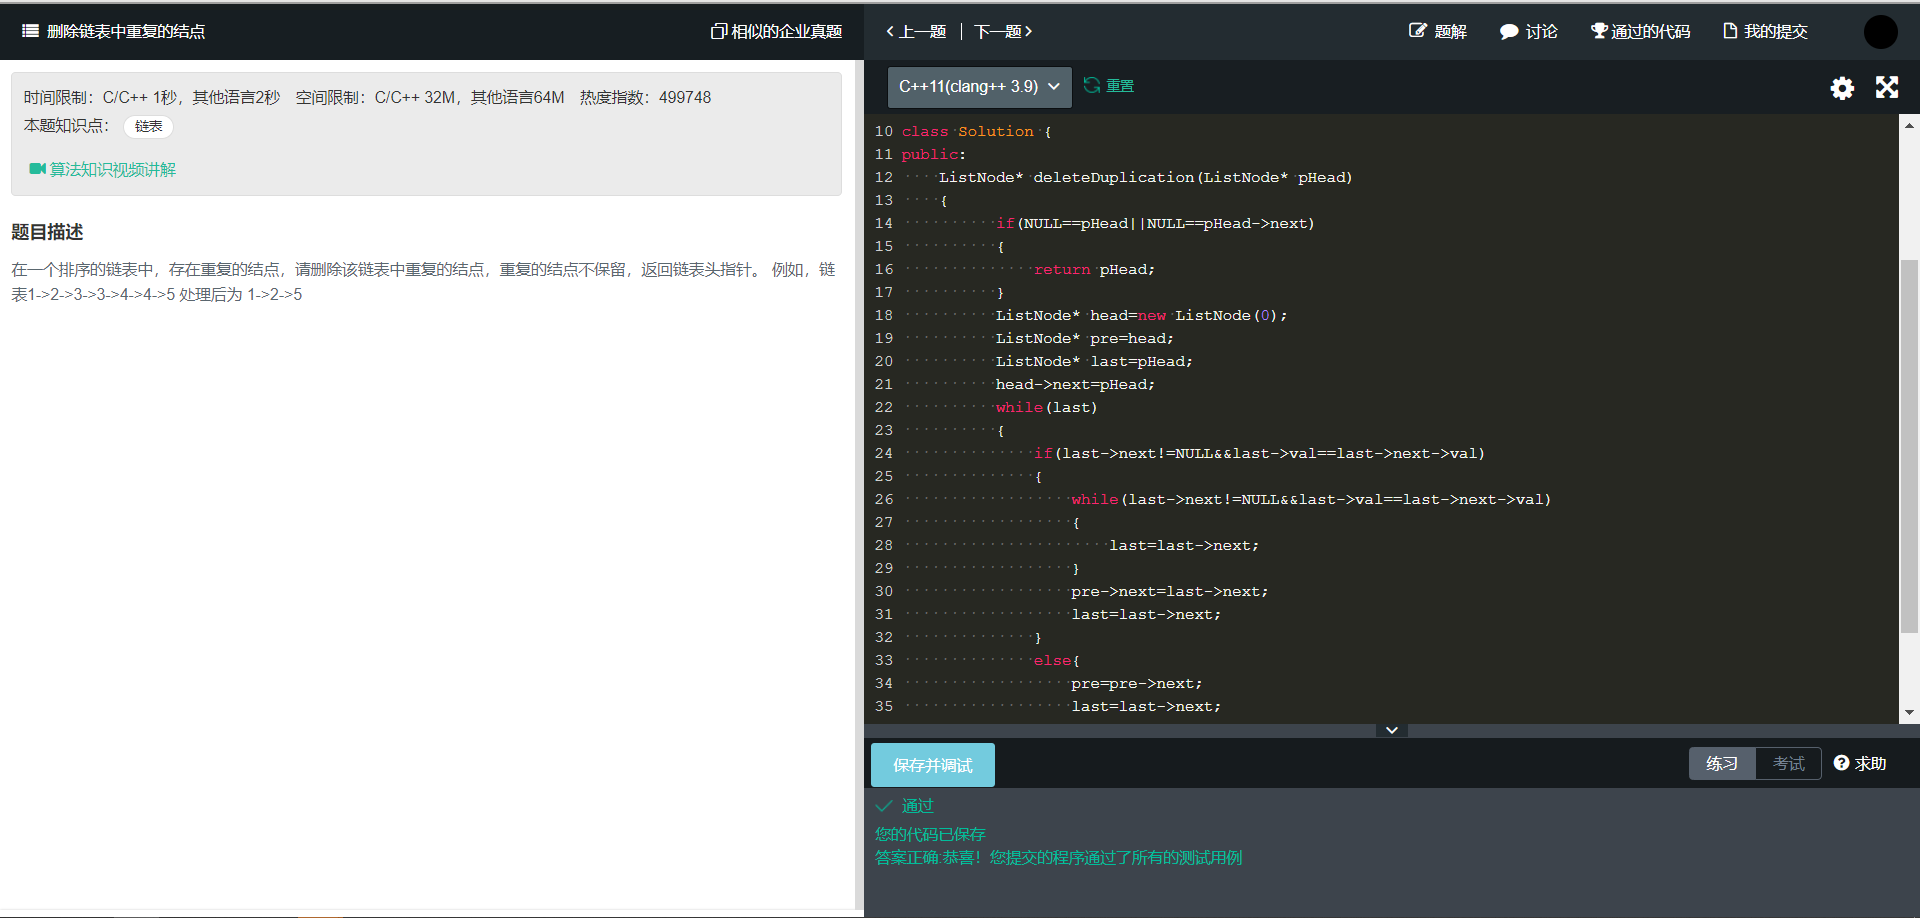 删除链表中重复的结点
相似的企业真题
时间限制：C/C++ 1秒，其他语言2秒 空间限制：C/C++ 32M，其他语言64M 热度指数：499748
本题知识点： 链表
算法知识视频讲解
题目描述
在一个排序的链表中，存在重复的结点，请删除该链表中重复的结点，重复的结点不保留，返回链表头指针。 例如，链
表1->2->3->3->4->4->5 处理后为 1->2->5
上一题 | 下一题
题解 讨论 通过的代码 我的提交
C++11(clang++ 3.9) 重置
10 class Solution {
11 public:
12     ListNode* deleteDuplication(ListNode* pHead)
13     {
14           if(NULL==pHead||NULL==pHead->next)
15           {
16               return pHead;
17           }
18           ListNode* head=new ListNode(0);
19           ListNode* pre=head;
20           ListNode* last=pHead;
21           head->next=pHead;
22           while(last)
23           {
24               if(last->next!=NULL&&last->val==last->next->val)
25               {
26                   while(last->next!=NULL&&last->val==last->next->val)
27                   {
28                       last=last->next;
29                   }
30                   pre->next=last->next;
31                   last=last->next;
32               }
33               else{
34                   pre=pre->next;
35                   last=last->next;
保存并调试
练习 考试 求助
通过
您的代码已保存
答案正确:恭喜！您提交的程序通过了所有的测试用例